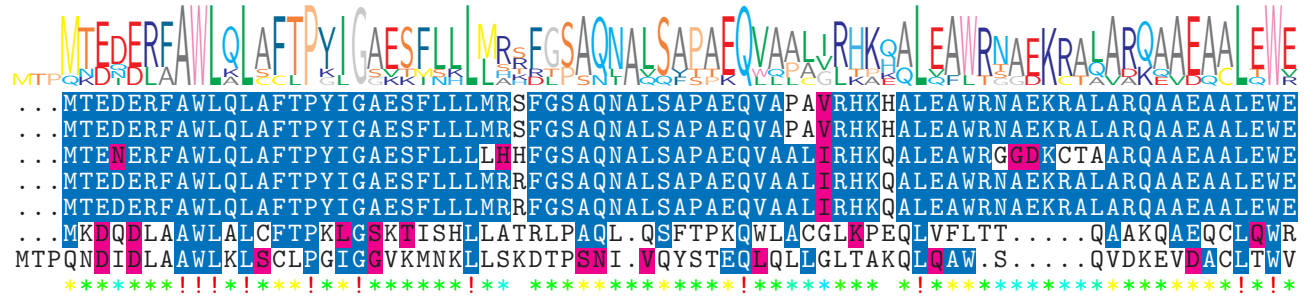 ...MTEDERFAWLQLAFTPYIGAESFLLLMRSFGSAQNALSAPAEQVAPAVRHKHALEAWRNAEKRALARQAAEAALEWE
...MTEDERFAWLQLAFTPYIGAESFLLLMRSFGSAQNALSAPAEQVAPAVRHKHALEAWRNAEKRALARQAAEAALEWE
...MTENERFAWLQLAFTPYIGAESFLLLLHHFGSAQNALSAPAEQVAALIRHKQALEAWRGGDKCTAARQAAEAALEWE
...MTEDERFAWLQLAFTPYIGAESFLLLMRRFGSAQNALSAPAEQVAALIRHKQALEAWRNAEKRALARQAAEAALEWE
...MTEDERFAWLQLAFTPYIGAESFLLLMRRFGSAQNALSAPAEQVAALIRHKQALEAWRNAEKRALARQAAEAALEWE
...MKDQDLAAWLALCFTPKLGSKTISHLLATRLPAQL.QSFTPKQWLACGLKPEQLVFLTT.....QAAKQAEQCLQWR
MTPQNDIDLAAWLKLSCLPGIGGVKMNKLLSKDTPSNI.VQYSTEQLQLLGLTAKQLQAW.S.....QVDKEVDACLTWV